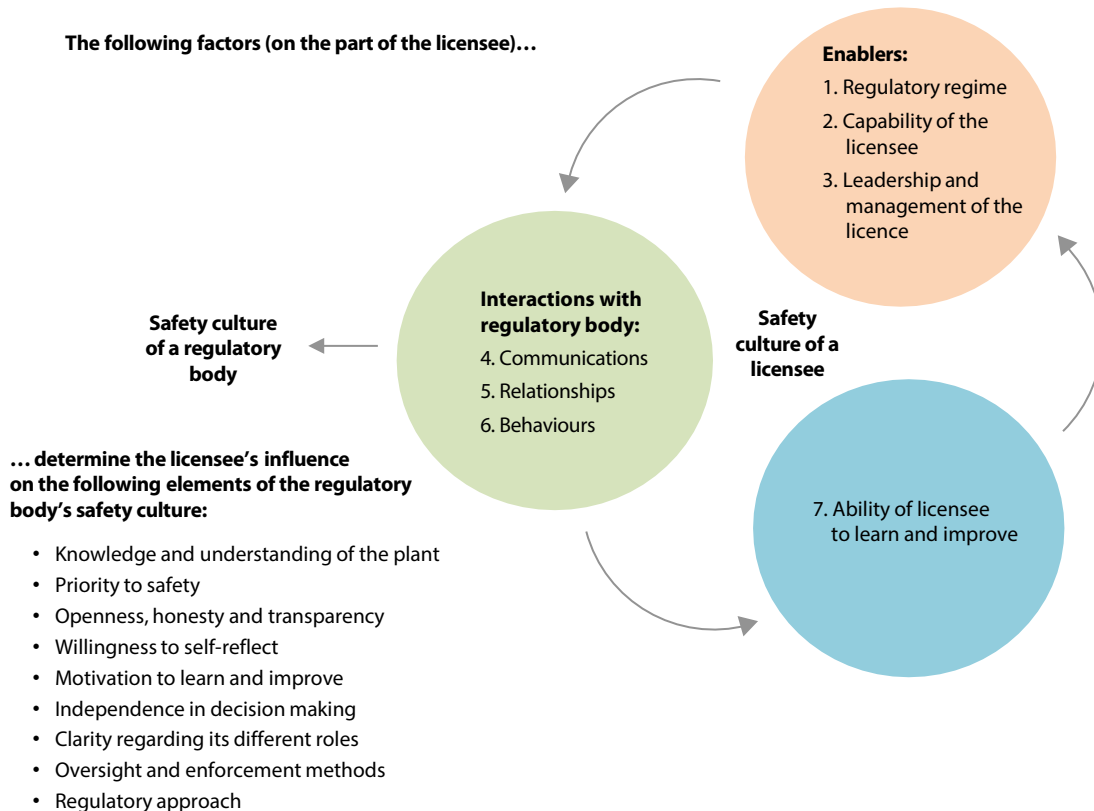 The following factors (on the part of the licensee)…
Enablers:
1. Regulatory regime
2. Capability of the
licensee
3. Leadership and
management of the
licence
Interactions with
regulatory body:
4. Communications
5. Relationships
6. Behaviours
Safety
culture of a
licensee
Safety culture
of a regulatory
body
7. Ability of licensee
to learn and improve
… determine the licensee’s influence
on the following elements of the regulatory
body’s safety culture:
• Knowledge and understanding of the plant
• Priority to safety
• Openness, honesty and transparency
• Willingness to self-reflect
• Motivation to learn and improve
• Independence in decision making
• Clarity regarding its different roles
• Oversight and enforcement methods
• Regulatory approach